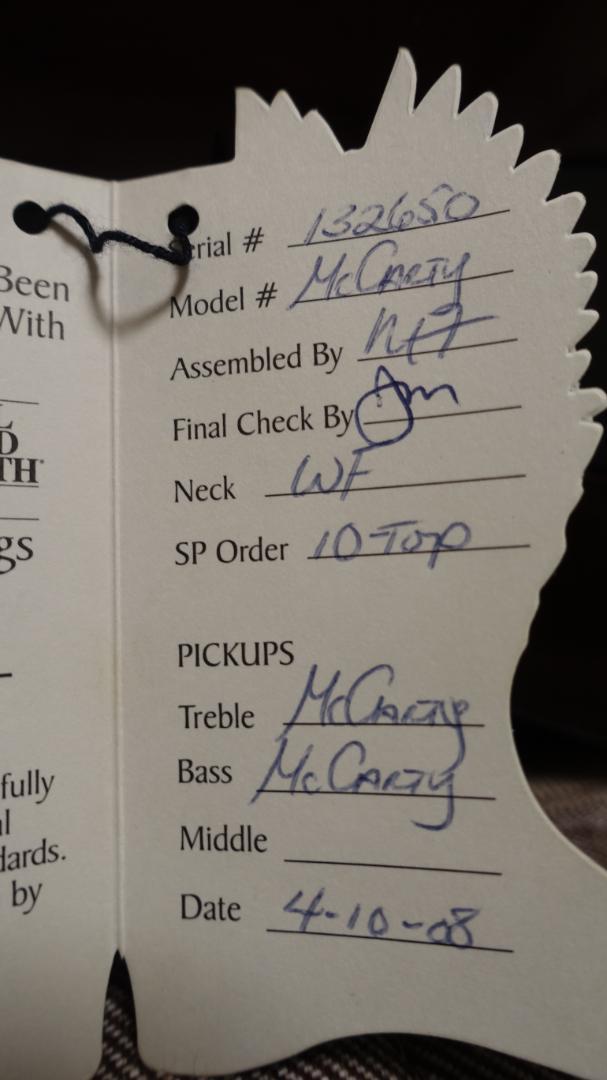 Been
With
L
D
TH
gs
fully
l
dards.
by
Serial # 132650
Model # McCarty
Assembled By
Final Check By
Neck WF
SP Order 10-Top
PICKUPS
Treble McCarty
Bass McCarty
Middle
Date 4-10-08